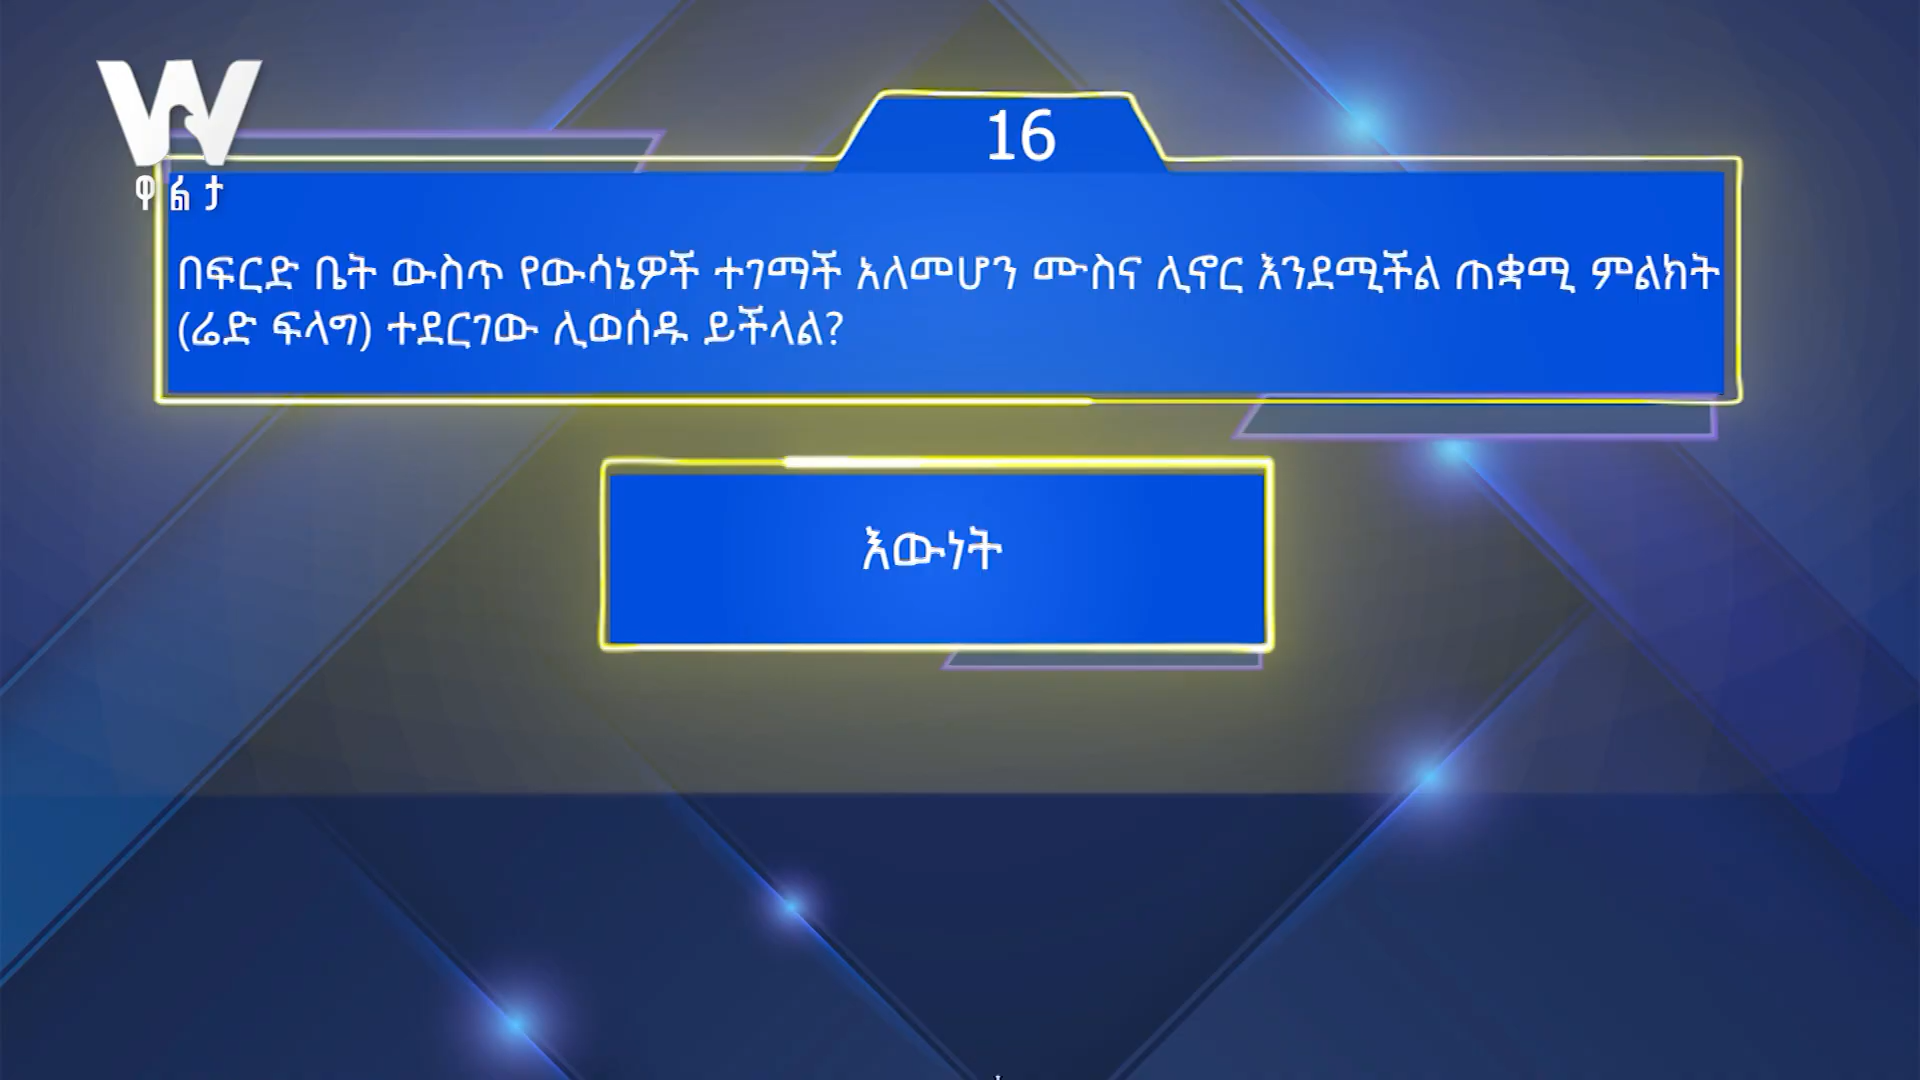 ዋልታ
16
በፍርድ ቤት ውስጥ የውሳኔዎች ተገማች አለመሆን ሙስና ሊኖር እንደሚችል ጠቋሚ ምልክት
(ሬድ ፍላግ) ተደርገው ሊወሰዱ ይችላል?
እውነት